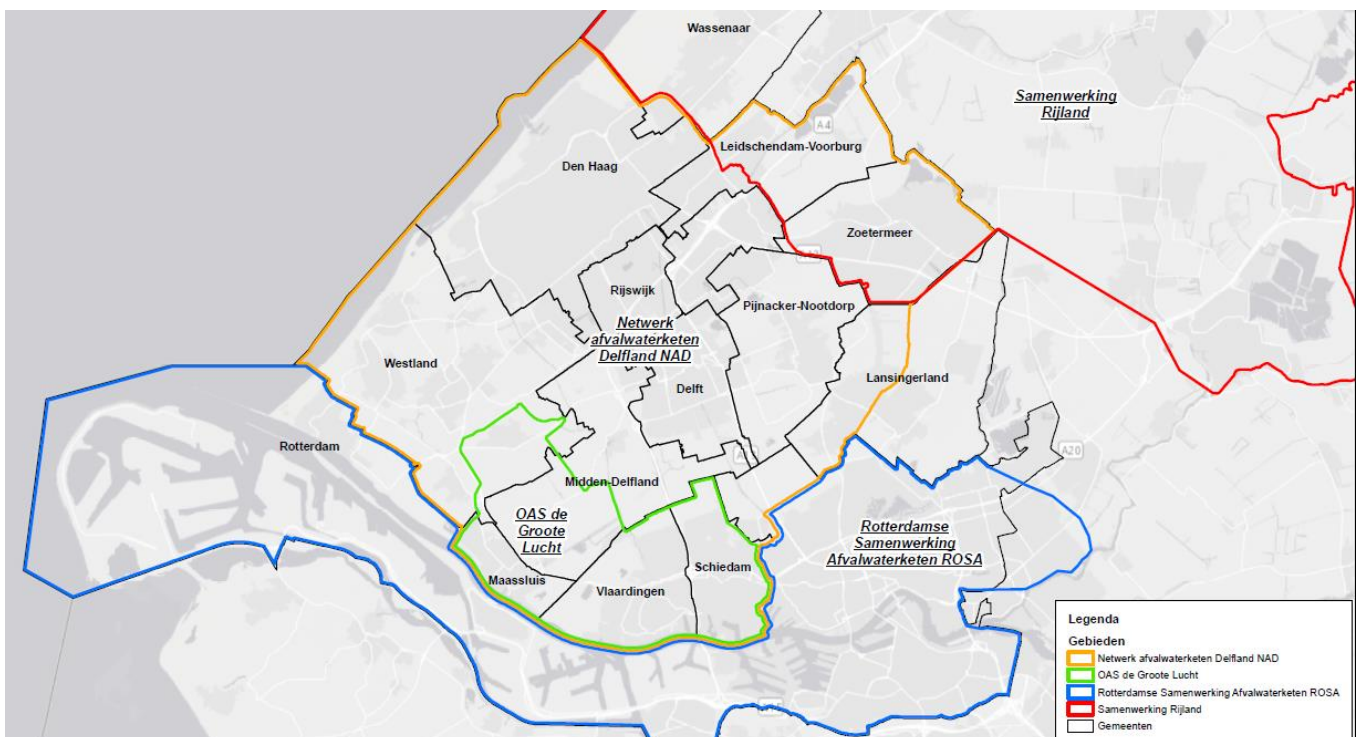 Wassenaar
Samenwerking
Rijland
A4
Leidschendam-Voorburg
Den Haag
Zoetermeer
Rijswijk
Pijnacker-Nootdorp
Netwerk
afvalwaterketen
Delfland NAD
Westland
Lansingerland
Delft
Rotterdam
A20
Midden-Delfland
OAS de
Groote
Lucht
Rotterdamse
Samenwerking
Afvalwaterketen ROSA
Schiedam
Maassluis
Vlaardingen
Legenda
Gebieden
Netwerk afvalwaterketen Delfland NAD
OAS de Groote Lucht
Rotterdamse Samenwerking Afvalwaterketen ROSA
Samenwerking Rijland
Gemeenten